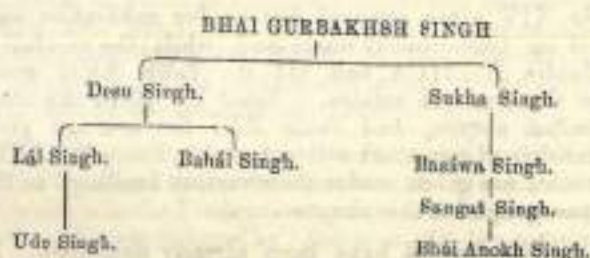 BHAI GURBAKHSH SINGH
Desu Singh. Sukha Singh.
Lál Singh. Bahál Singh. Basáwa Singh.
Sangut Singh.
Ude Singh. Bhái Anokh Singh.